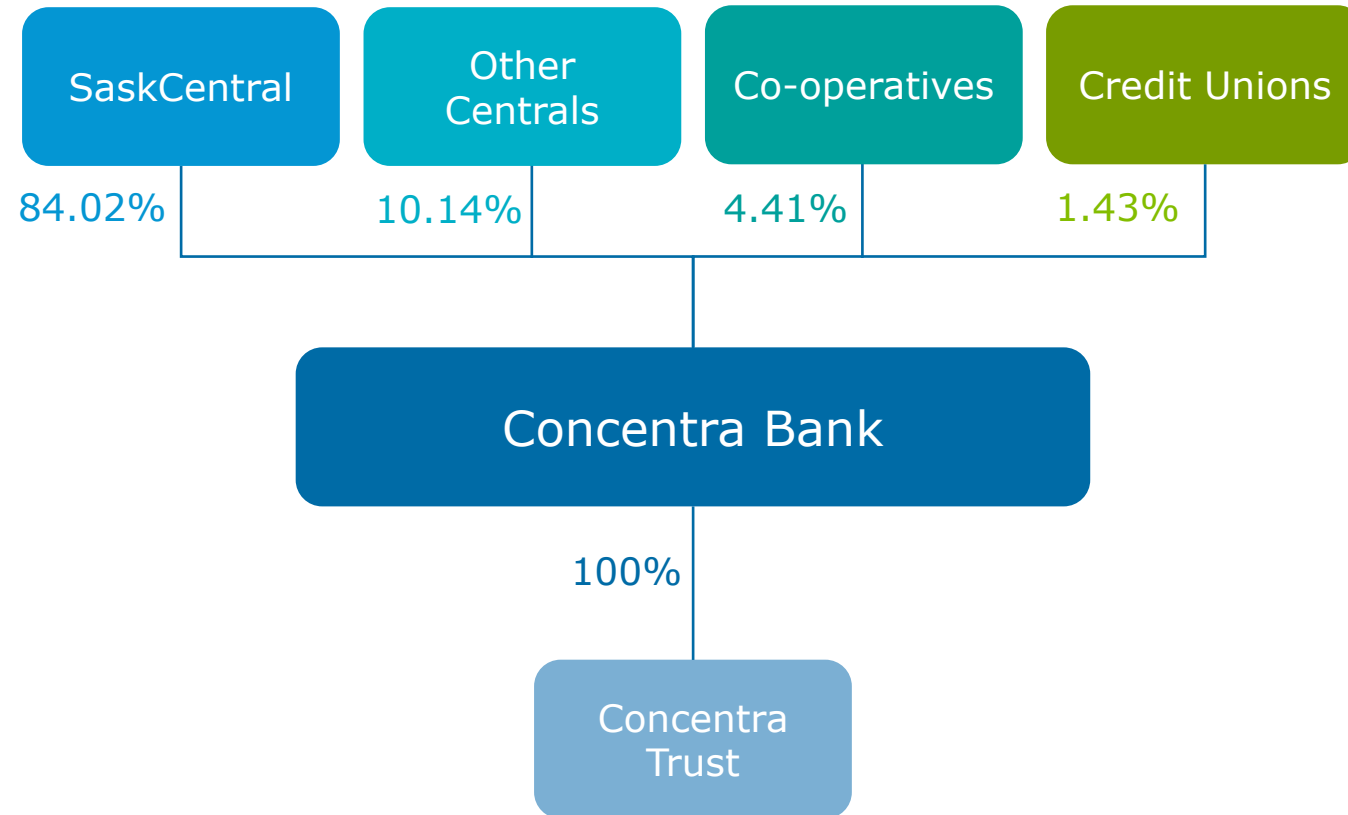 SaskCentral
Other
Centrals
Co-operatives
Credit Unions
84.02%
10.14%
4.41%
1.43%
Concentra Bank
100%
Concentra
Trust